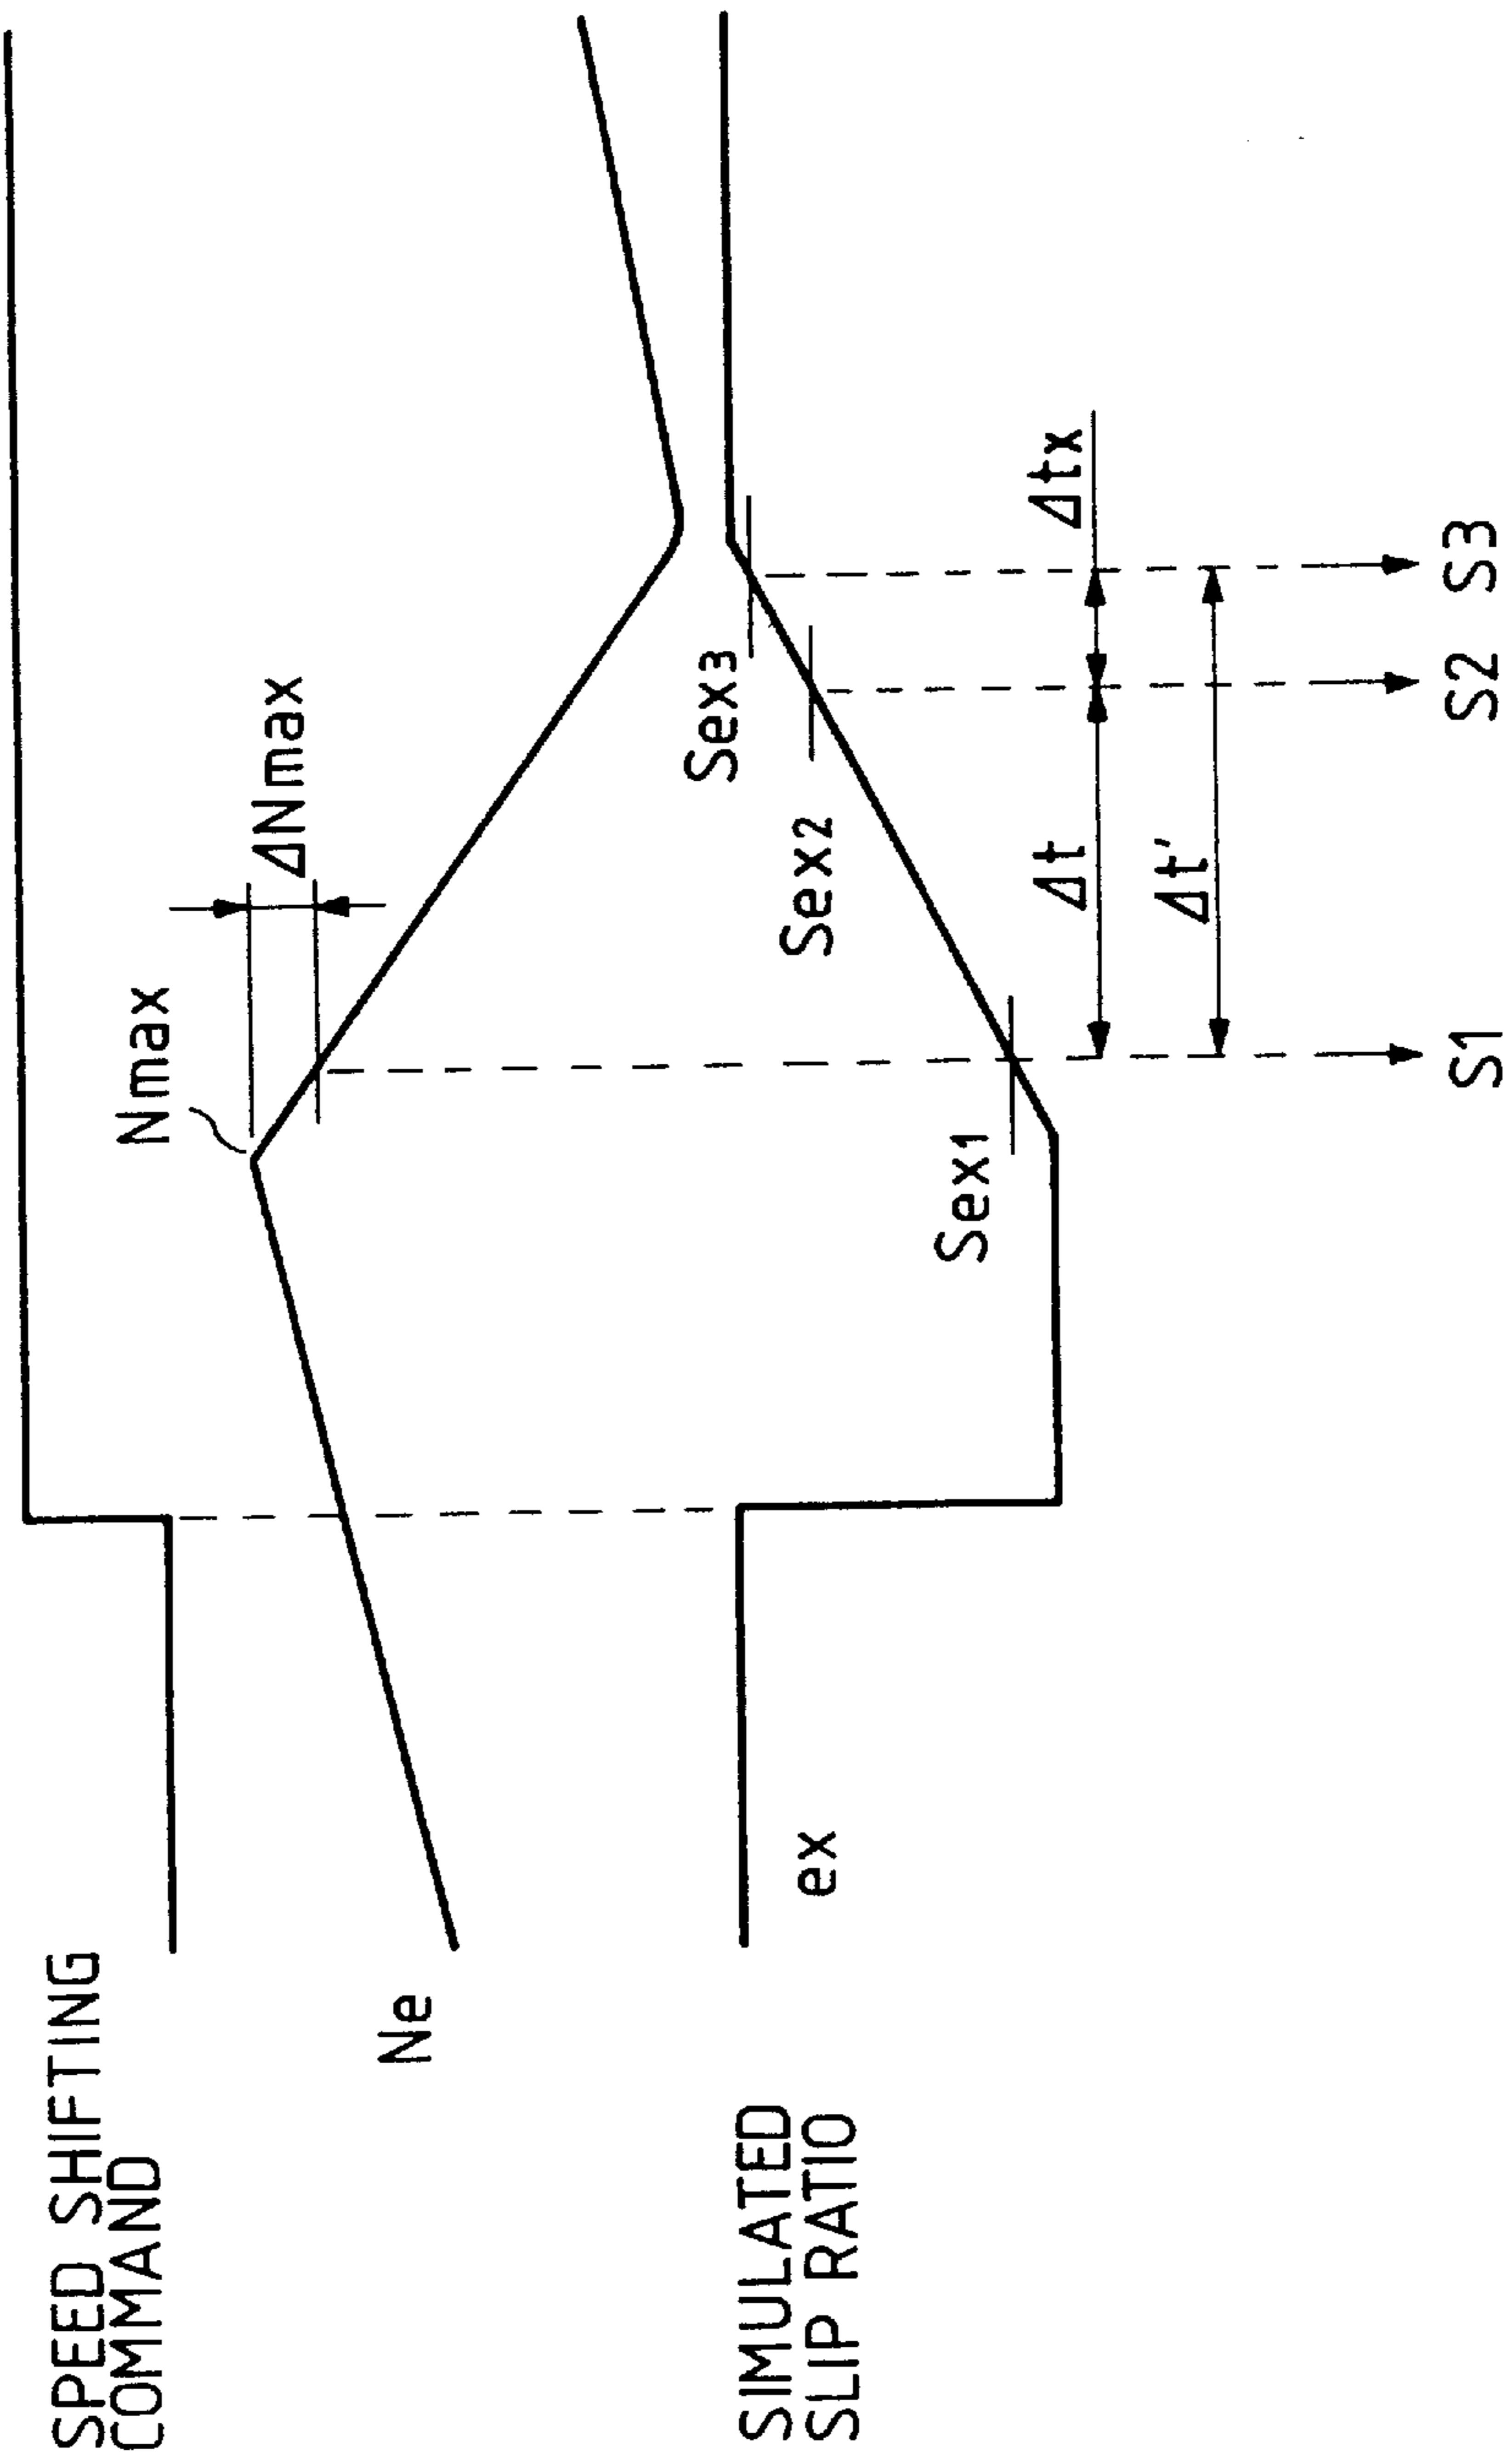 SPEED SHIFTING
COMMAND
Ne
Nmax
ΔNmax
SIMULATED
SLIP RATIO
ex
Sex1
Sex2
Sex3
Δt
Δtx
Δt'
S1
S2
S3